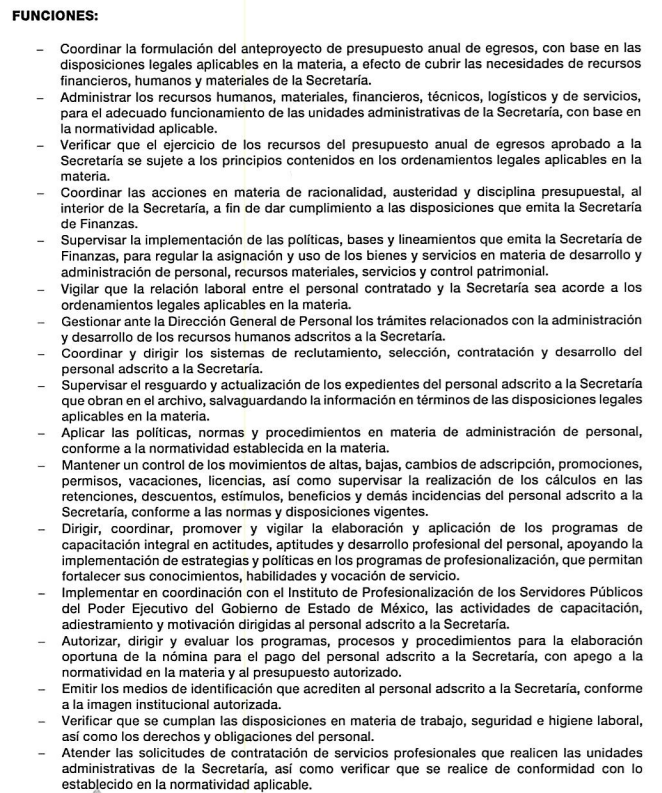 FUNCIONES:
– Coordinar la formulación del anteproyecto de presupuesto anual de egresos, con base en las
disposiciones legales aplicables en la materia, a efecto de cubrir las necesidades de recursos
financieros, humanos y materiales de la Secretaría.
– Administrar los recursos humanos, materiales, financieros, técnicos, logísticos y de servicios,
para el adecuado funcionamiento de las unidades administrativas de la Secretaría, con base en
la normatividad aplicable.
– Verificar que el ejercicio de los recursos del presupuesto anual de egresos aprobado a la
Secretaría se sujete a los principios contenidos en los ordenamientos legales aplicables en la
materia.
– Coordinar las acciones en materia de racionalidad, austeridad y disciplina presupuestal, al
interior de la Secretaría, a fin de dar cumplimiento a las disposiciones que emita la Secretaría
de Finanzas.
– Supervisar la implementación de las políticas, bases y lineamientos que emita la Secretaría de
Finanzas, para regular la asignación y uso de los bienes y servicios en materia de desarrollo y
administración de personal, recursos materiales, servicios y control patrimonial.
– Vigilar que la relación laboral entre el personal contratado y la Secretaría sea acorde a los
ordenamientos legales aplicables en la materia.
– Gestionar ante la Dirección General de Personal los trámites relacionados con la administración
y desarrollo de los recursos humanos adscritos a la Secretaría.
– Coordinar y dirigir los sistemas de reclutamiento, selección, contratación y desarrollo del
personal adscrito a la Secretaría.
– Supervisar el resguardo y actualización de los expedientes del personal adscrito a la Secretaría
que obran en el archivo, salvaguardando la información en términos de las disposiciones legales
aplicables en la materia.
– Aplicar las políticas, normas y procedimientos en materia de administración de personal,
conforme a la normatividad establecida en la materia.
– Mantener un control de los movimientos de altas, bajas, cambios de adscripción, promociones,
permisos, vacaciones, licencias, así como supervisar la realización de los cálculos en las
retenciones, descuentos, estímulos, beneficios y demás incidencias del personal adscrito a la
Secretaría, conforme a las normas y disposiciones vigentes.
– Dirigir, coordinar, promover y vigilar la elaboración y aplicación de los programas de
capacitación integral en actitudes, aptitudes y desarrollo profesional del personal, apoyando la
implementación de estrategias y políticas en los programas de profesionalización, que permitan
fortalecer sus conocimientos, habilidades y vocación de servicio.
– Implementar en coordinación con el Instituto de Profesionalización de los Servidores Públicos
del Poder Ejecutivo del Gobierno de Estado de México, las actividades de capacitación,
adiestramiento y motivación dirigidas al personal adscrito a la Secretaría.
– Autorizar, dirigir y evaluar los programas, procesos y procedimientos para la elaboración
oportuna de la nómina para el pago del personal adscrito a la Secretaría, con apego a la
normatividad en la materia y al presupuesto autorizado.
– Emitir los medios de identificación que acrediten al personal adscrito a la Secretaría, conforme
a la imagen institucional autorizada.
– Verificar que se cumplan las disposiciones en materia de trabajo, seguridad e higiene laboral,
así como los derechos y obligaciones del personal.
– Atender las solicitudes de contratación de servicios profesionales que realicen las unidades
administrativas de la Secretaría, así como verificar que se realice de conformidad con lo
establecido en la normatividad aplicable.